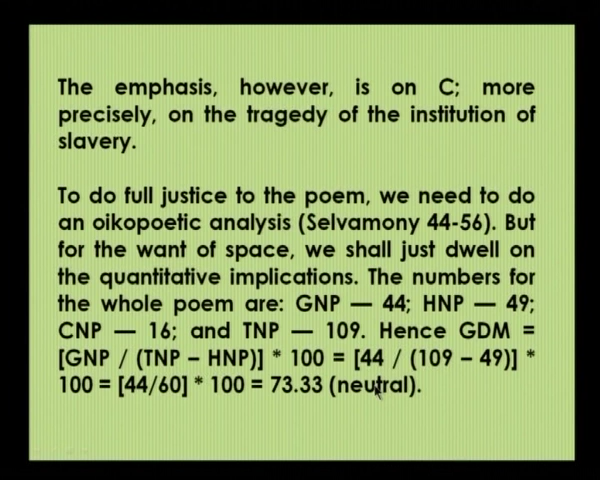 The emphasis, however, is on C; more
precisely, on the tragedy of the institution of
slavery.
To do full justice to the poem, we need to do
an oikopoetic analysis (Selvamony 44-56). But
for the want of space, we shall just dwell on
the quantitative implications. The numbers for
the whole poem are: GNP — 44; HNP — 49;
CNP — 16; and TNP — 109. Hence GDM =
[GNP / (TNP – HNP)] * 100 = [44 / (109 – 49)] *
100 = [44/60] * 100 = 73.33 (neutral).